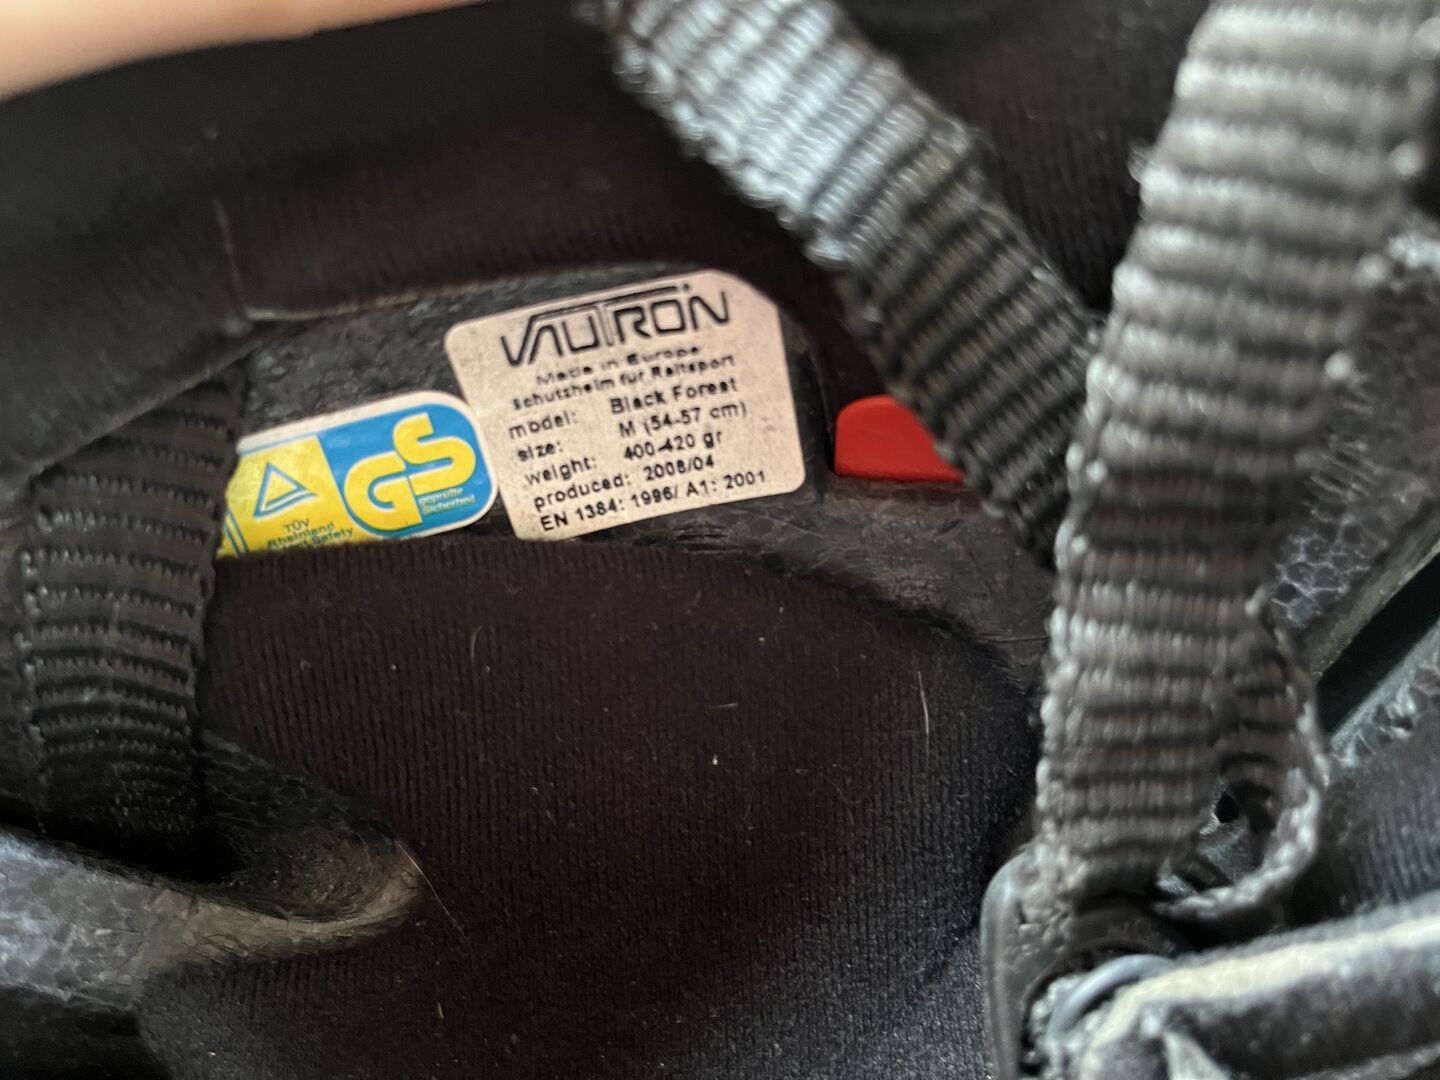 VAUTRON
Made in Europe
Schutzhelm für Reitsport
model: Black Forest
size: M (54-57 cm)
weight: 400-420 gr
produced: 2008/04
EN 1384: 1996/ A1: 2001
GS
geprüfte
Sicherheit
TÜV
Rheinland
Safety